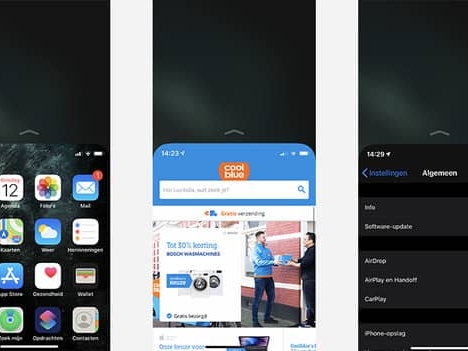 12
1
Agenda
Foto's
Mail
Kaarten
Weer
Herinneringen
App Store
Gezondheid
Wallet
Zoek mijn
Opdrachten
Contacten
14:23
cool
blue
Hoi Lucinda, wat zoek je?
Gratis verzending
Tot 30% korting
BOSCH WASMACHINES
Gratis bezorgd
Onze keuze voor
Coolblue's
14:29
Instellingen
Algemeen
Info
Software-update
AirDrop
AirPlay en Handoff
CarPlay
iPhone-opslag